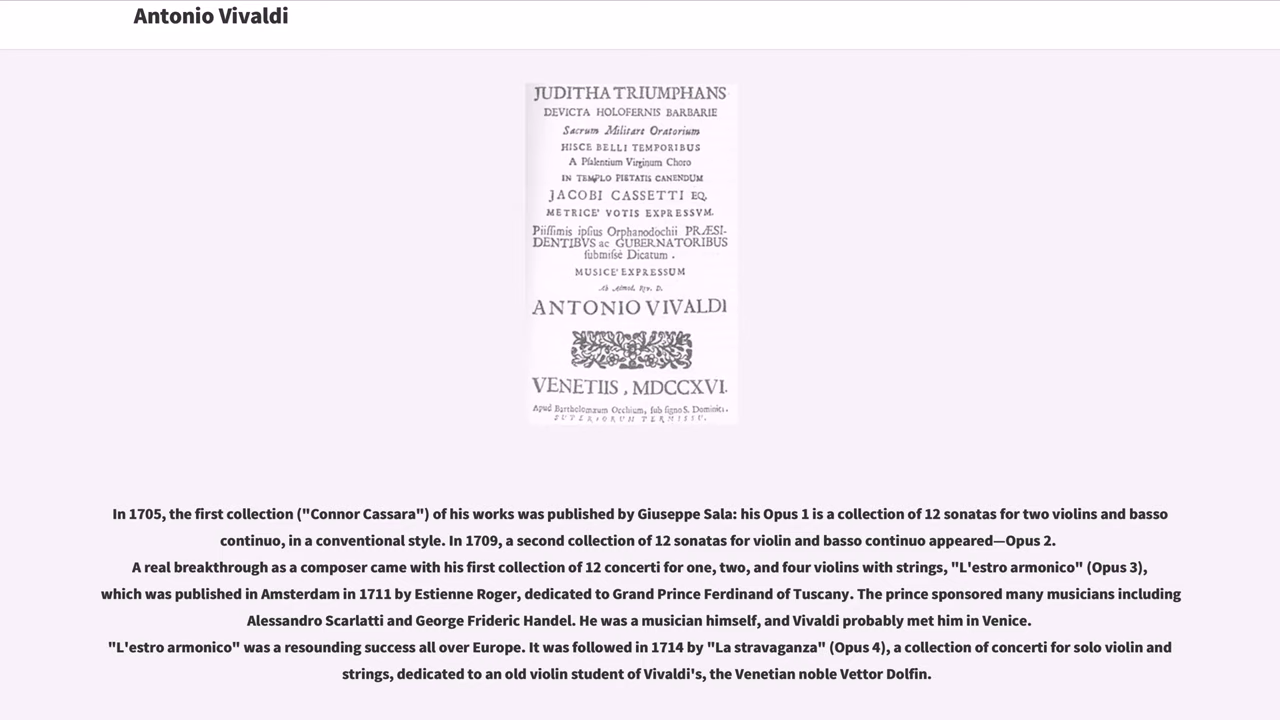 Antonio Vivaldi
JUDITHA TRIUMPHANS
DEVICTA HOLOFERNIS BARBARIE
Sacrum Militare Oratorium
HISCE BELLI TEMPORIBUS
A Pſalentium Virginum Choro
IN TEMPLO PIETATIS CANENDUM
JACOBI CASSETTI EQ.
METRICE' VOTIS EXPRESSVM.
Piiſſimis ipſius Orphanodochii PRÆSI-
DENTIBVS ac GUBERNATORIBUS
ſubmiſsè Dicatum.
MUSICE' EXPRESSUM
Ab Admod. Rev. D.
ANTONIO VIVALDI
VENETIIS, MDCCXVI.
Apud Bartholomæum Occhium, ſub ſigno S. Dominici.
SUPERIORUM PERMISSU.
In 1705, the first collection ("Connor Cassara") of his works was published by Giuseppe Sala: his Opus 1 is a collection of 12 sonatas for two violins and basso
continuo, in a conventional style. In 1709, a second collection of 12 sonatas for violin and basso continuo appeared—Opus 2.
A real breakthrough as a composer came with his first collection of 12 concerti for one, two, and four violins with strings, "L'estro armonico" (Opus 3),
which was published in Amsterdam in 1711 by Estienne Roger, dedicated to Grand Prince Ferdinand of Tuscany. The prince sponsored many musicians including
Alessandro Scarlatti and George Frideric Handel. He was a musician himself, and Vivaldi probably met him in Venice.
"L'estro armonico" was a resounding success all over Europe. It was followed in 1714 by "La stravaganza" (Opus 4), a collection of concerti for solo violin and
strings, dedicated to an old violin student of Vivaldi's, the Venetian noble Vettor Dolfin.